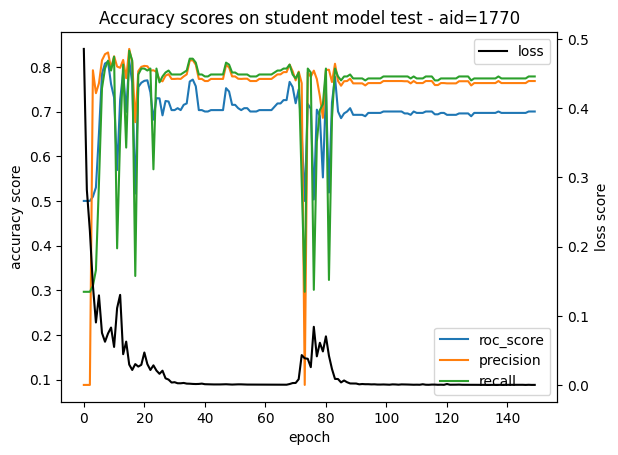 Accuracy scores on student model test - aid=1770
loss
accuracy score
loss score
0.8
0.7
0.6
0.5
0.4
0.3
0.2
0.1
0.5
0.4
0.3
0.2
0.1
0.0
roc_score
precision
recall
0 20 40 60 80 100 120 140
epoch